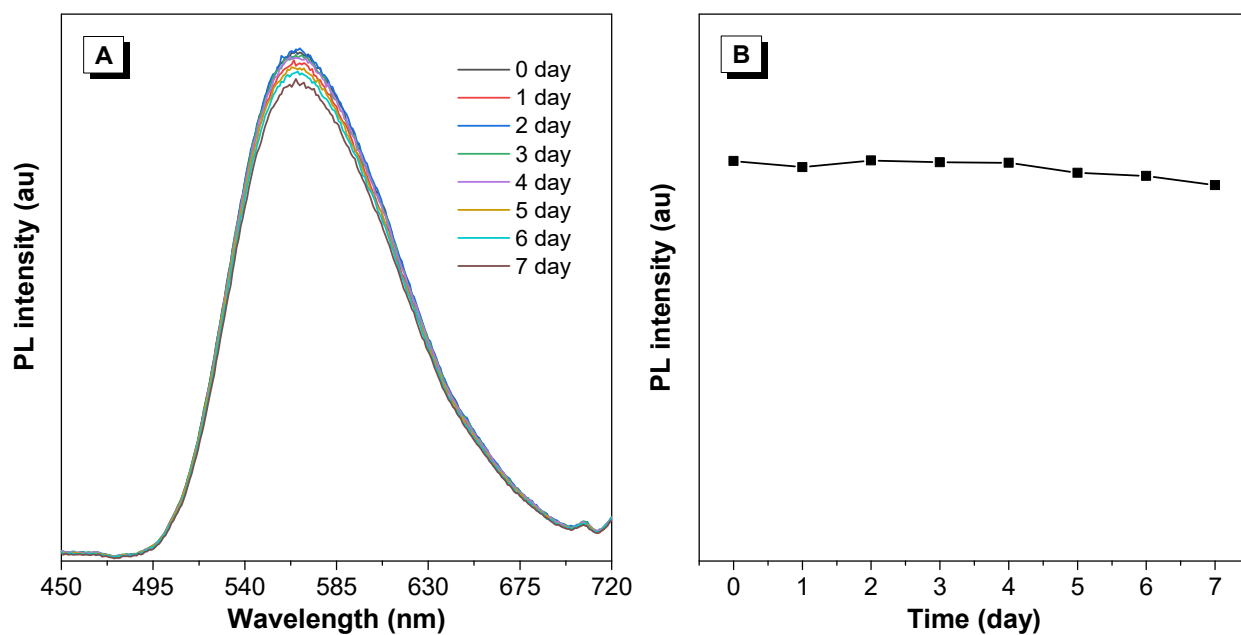 A
0 day
1 day
2 day
3 day
4 day
5 day
6 day
7 day
PL intensity (au)
450 495 540 585 630 675 720
Wavelength (nm)
B
PL intensity (au)
0 1 2 3 4 5 6 7
Time (day)